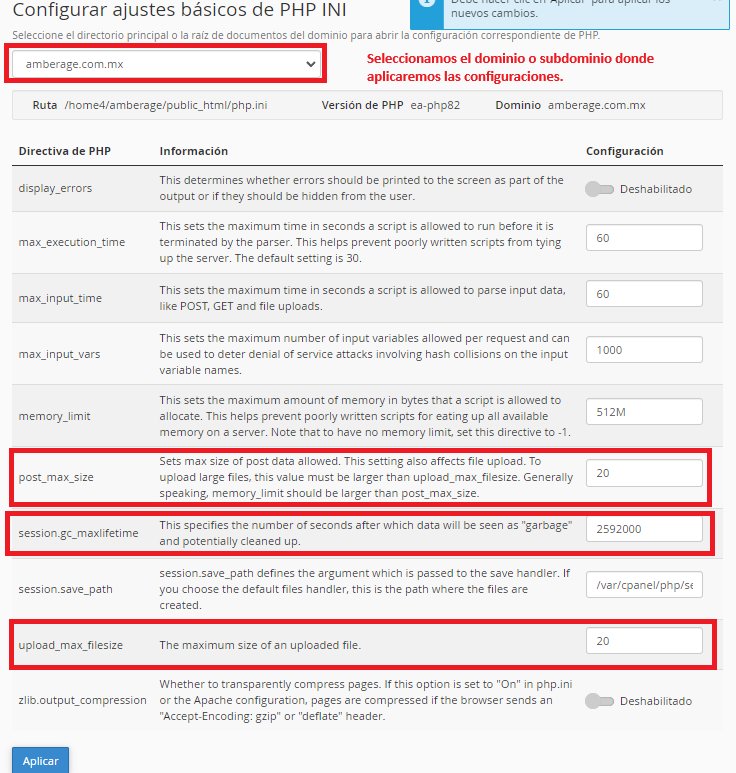 Configurar ajustes básicos de PHP INI
Debe hacer clic en Aplicar para aplicar los
nuevos cambios.
Seleccione el directorio principal o la raíz de documentos del dominio para abrir la configuración correspondiente de PHP.
amberage.com.mx
Seleccionamos el dominio o subdominio donde
aplicaremos las configuraciones.
Ruta /home4/amberage/public_html/php.ini Versión de PHP ea-php82 Dominio amberage.com.mx
Directiva de PHP Información Configuración
display_errors
This determines whether errors should be printed to the screen as part of the
output or if they should be hidden from the user.
Deshabilitado
max_execution_time
This sets the maximum time in seconds a script is allowed to run before it is
terminated by the parser. This helps prevent poorly written scripts from tying
up the server. The default setting is 30.
60
max_input_time
This sets the maximum time in seconds a script is allowed to parse input data,
like POST, GET and file uploads.
60
max_input_vars
This sets the maximum number of input variables allowed per request and can
be used to deter denial of service attacks involving hash collisions on the input
variable names.
1000
memory_limit
This sets the maximum amount of memory in bytes that a script is allowed to
allocate. This helps prevent poorly written scripts for eating up all available
memory on a server. Note that to have no memory limit, set this directive to -1.
512M
post_max_size
Sets max size of post data allowed. This setting also affects file upload. To
upload large files, this value must be larger than upload_max_filesize. Generally
speaking, memory_limit should be larger than post_max_size.
20
session.gc_maxlifetime
This specifies the number of seconds after which data will be seen as "garbage"
and potentially cleaned up.
2592000
session.save_path
session.save_path defines the argument which is passed to the save handler. If
you choose the default files handler, this is the path where the files are
created.
/var/cpanel/php/se
upload_max_filesize
The maximum size of an uploaded file.
20
zlib.output_compression
Whether to transparently compress pages. If this option is set to "On" in php.ini
or the Apache configuration, pages are compressed if the browser sends an
"Accept-Encoding: gzip" or "deflate" header.
Deshabilitado
Aplicar